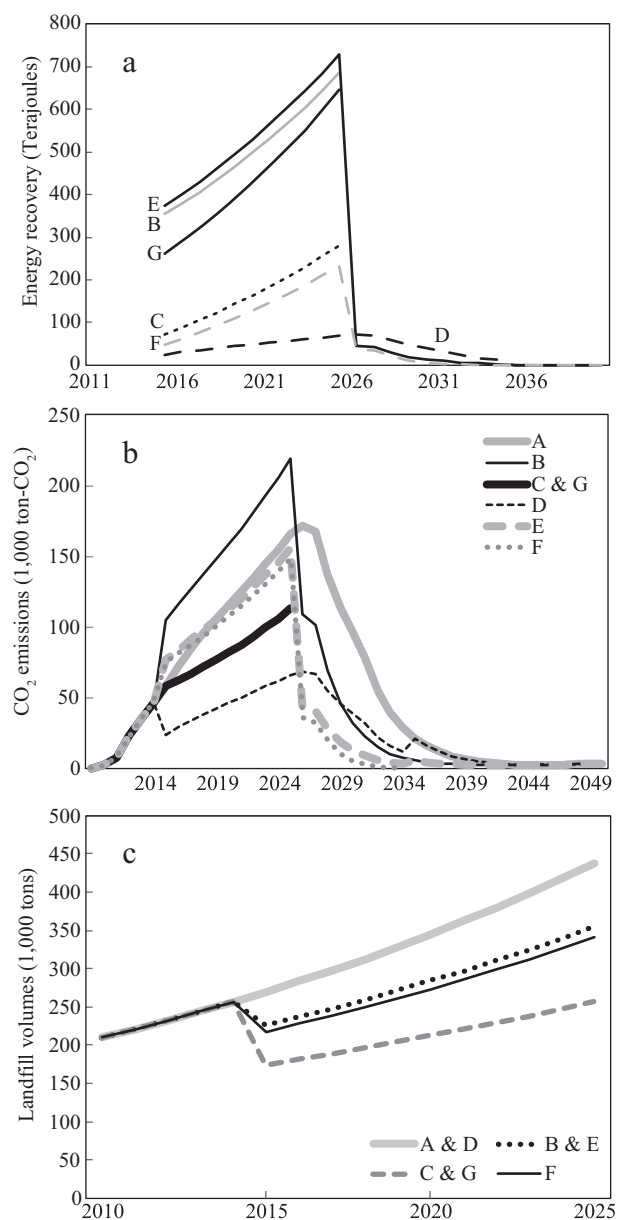 800
700
600
500
400
300
200
100
0
Energy recovery (Terajoules)
a
E
B
G
C
F
D
2011 2016 2021 2026 2031 2036
250
200
150
100
50
0
CO₂ emissions (1,000 ton-CO₂)
b
A
B
C & G
D
E
F
2014 2019 2024 2029 2034 2039 2044 2049
500
450
400
350
300
250
200
150
100
50
0
Landfill volumes (1,000 tons)
c
A & D B & E
C & G F
2010 2015 2020 2025